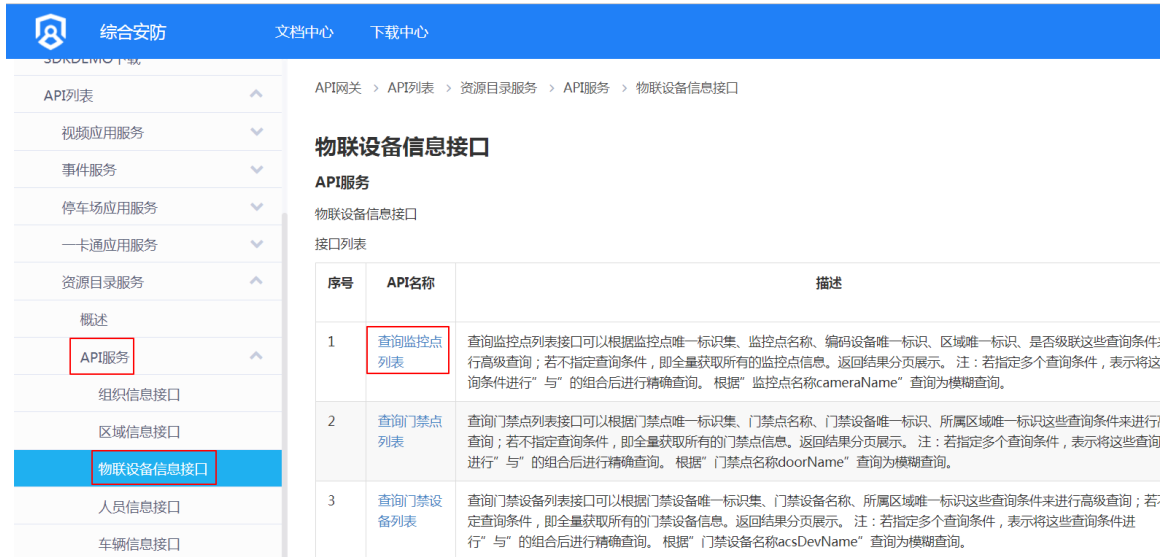 综合安防
文档中心
下载中心
SDKDEMO下载
API列表
视频应用服务
事件服务
停车场应用服务
一卡通应用服务
资源目录服务
概述
API服务
组织信息接口
区域信息接口
物联设备信息接口
人员信息接口
车辆信息接口
API网关 > API列表 > 资源目录服务 > API服务 > 物联设备信息接口
物联设备信息接口
API服务
物联设备信息接口
接口列表
序号 API名称 描述
1
查询监控点
列表
查询监控点列表接口可以根据监控点唯一标识集、监控点名称、编码设备唯一标识、区域唯一标识、是否级联这些查询条件
行高级查询；若不指定查询条件，即全量获取所有的监控点信息。返回结果分页展示。 注：若指定多个查询条件，表示将这
询条件进行”与”的组合后进行精确查询。 根据”监控点名称cameraName”查询为模糊查询。
2
查询门禁点
列表
查询门禁点列表接口可以根据门禁点唯一标识集、门禁点名称、门禁设备唯一标识、所属区域唯一标识这些查询条件来进行
查询；若不指定查询条件，即全量获取所有的门禁点信息。返回结果分页展示。 注：若指定多个查询条件，表示将这些查询
进行”与”的组合后进行精确查询。 根据”门禁点名称doorName”查询为模糊查询。
3
查询门禁设
备列表
查询门禁设备列表接口可以根据门禁设备唯一标识集、门禁设备名称、所属区域唯一标识这些查询条件来进行高级查询；若
定查询条件，即全量获取所有的门禁设备信息。返回结果分页展示。 注：若指定多个查询条件，表示将这些查询条件进
行”与”的组合后进行精确查询。 根据”门禁设备名称acsDevName”查询为模糊查询。